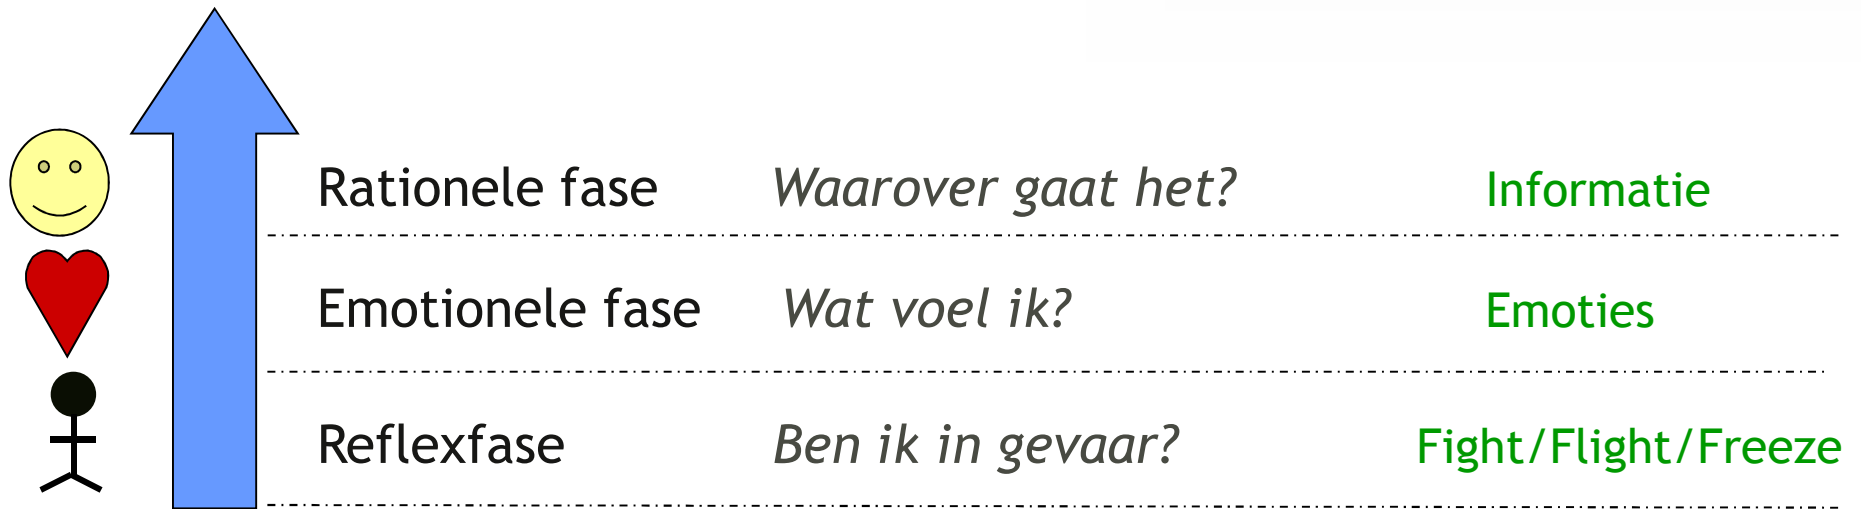 Rationele fase Waarover gaat het? Informatie
Emotionele fase Wat voel ik? Emoties
Reflexfase Ben ik in gevaar? Fight/Flight/Freeze